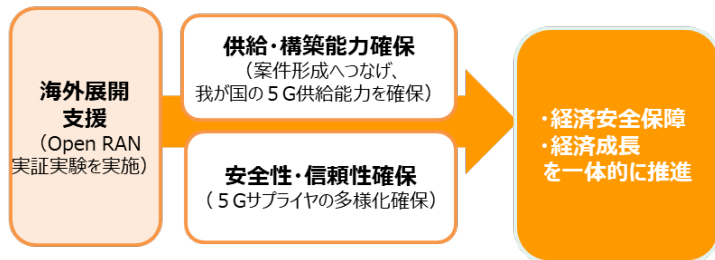 海外展開
支援
（Open RAN
実証実験を実施）
供給・構築能力確保
（案件形成へつなげ、
我が国の５G供給能力を確保）
安全性・信頼性確保
（５Gサプライヤの多様化確保）
・経済安全保障
・経済成長
を一体的に推進